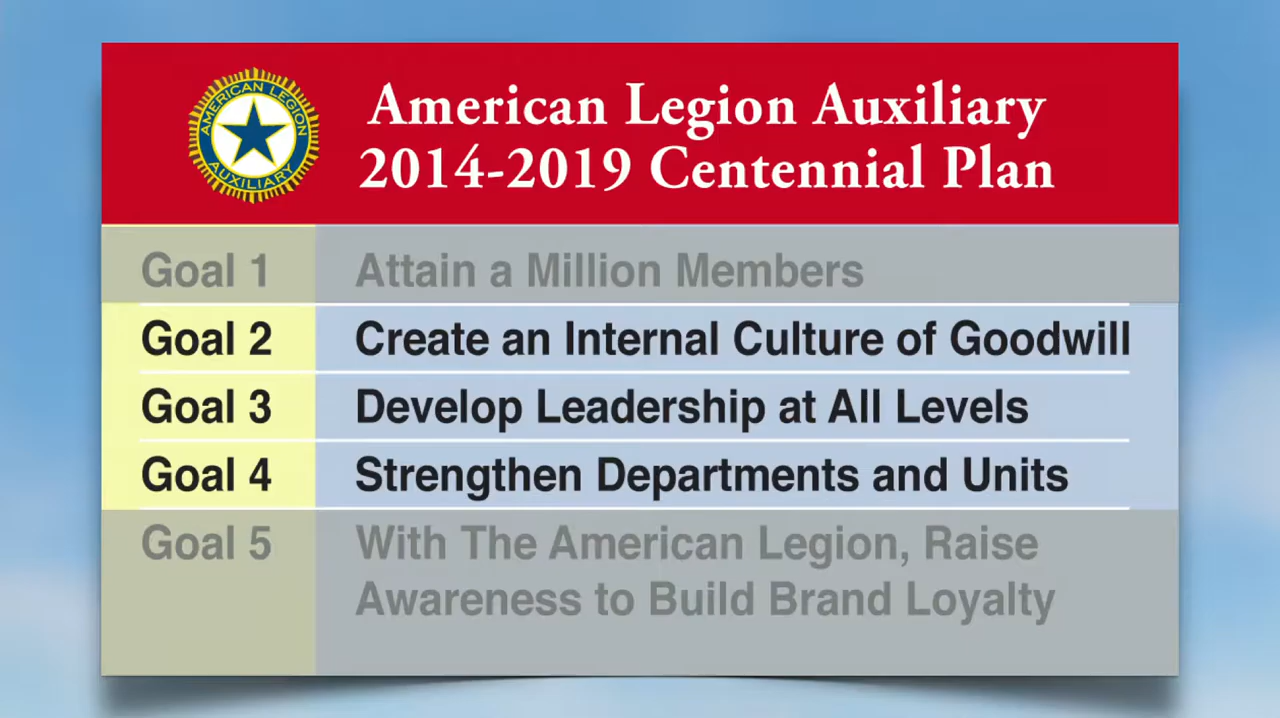 AMERICAN LEGION
AUXILIARY
American Legion Auxiliary
2014-2019 Centennial Plan
Goal 1 Attain a Million Members
Goal 2 Create an Internal Culture of Goodwill
Goal 3 Develop Leadership at All Levels
Goal 4 Strengthen Departments and Units
Goal 5 With The American Legion, Raise
Awareness to Build Brand Loyalty